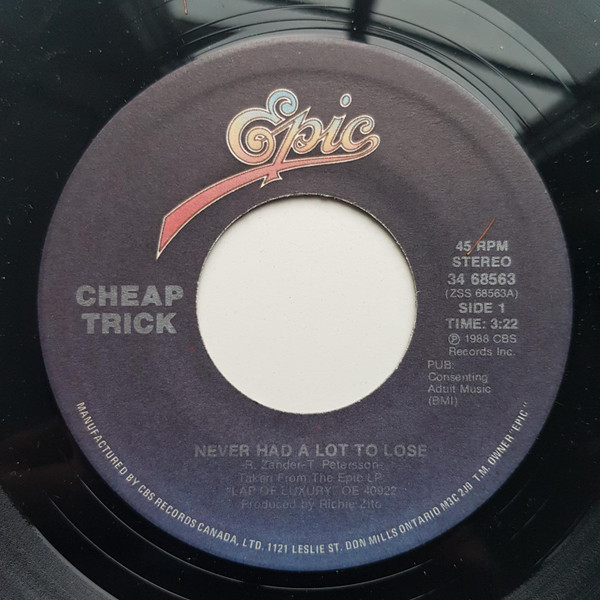 Epic
CHEAP
TRICK
45 RPM
STEREO
34 68563
(ZSS 68563A)
SIDE 1
TIME: 3:22
Ⓟ 1988 CBS
Records Inc.
PUB:
Consenting
Adult Music
(BMI)
NEVER HAD A LOT TO LOSE
-R. Zander-T. Petersson-
Taken From The Epic LP
"LAP OF LUXURY" OE 40922
Produced by Richie Zito
MANUFACTURED BY CBS RECORDS CANADA, LTD. 1121 LESLIE ST. DON MILLS ONTARIO M3C 2J9 T.M. OWNER "EPIC"